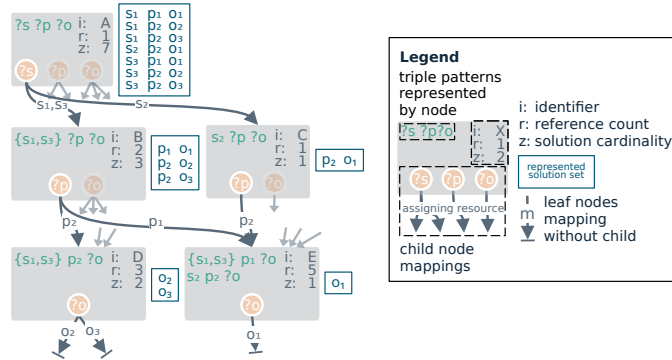 ?s ?p ?o
i: A
r: 1
z: 7
s₁ p₁ o₁
s₁ p₂ o₂
s₁ p₂ o₃
s₂ p₂ o₁
s₃ p₁ o₁
s₃ p₂ o₂
s₃ p₂ o₃
?s ?p ?o
s₁,s₃
s₂
{s₁,s₃} ?p ?o
i: B
r: 2
z: 3
p₁ o₁
p₂ o₂
p₂ o₃
?p ?o
s₂ ?p ?o
i: C
r: 1
z: 1
p₂ o₁
?p ?o
p₂
p₁
p₂
{s₁,s₃} p₂ ?o
i: D
r: 3
z: 2
o₂
o₃
?o
o₂
o₃
{s₁,s₃} p₁ ?o
s₂ p₂ ?o
i: E
r: 5
z: 1
o₁
?o
o₁
Legend
triple patterns
represented
by node
?s ?p?o
i: X
r: 1
z: 2
?s ?p ?o
assigning resource
child node
mappings
i: identifier
r: reference count
z: solution cardinality
represented
solution set
leaf nodes
m mapping
without child